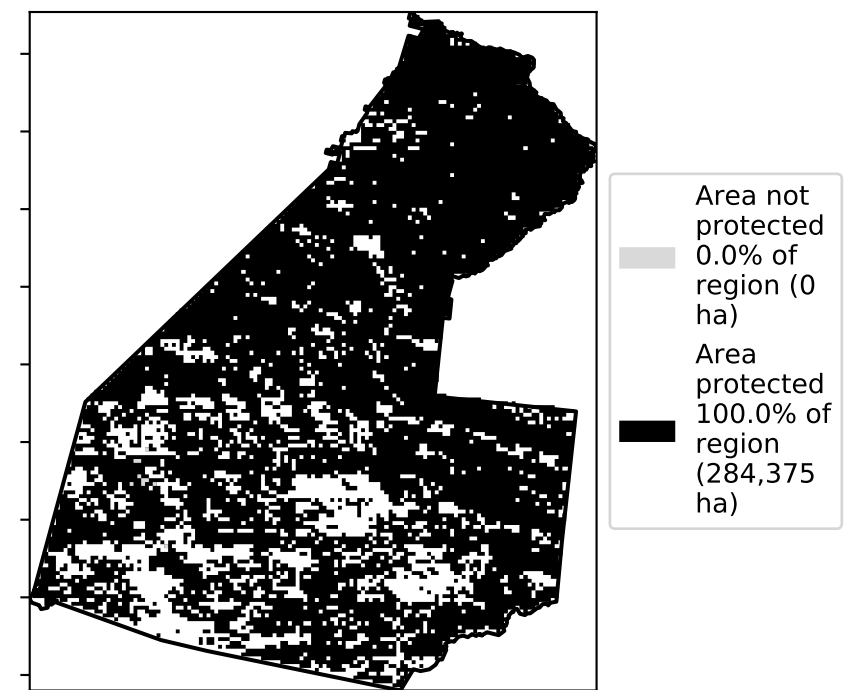 Area not
protected
0.0% of
region (0
ha)
Area
protected
100.0% of
region
(284,375
ha)